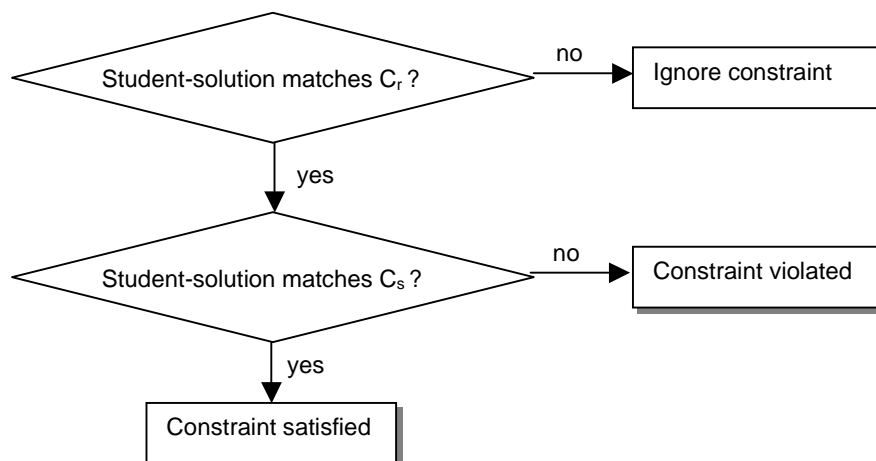 Student-solution matches Cᵣ ?
no
Ignore constraint
yes
Student-solution matches Cₛ ?
no
Constraint violated
yes
Constraint satisfied